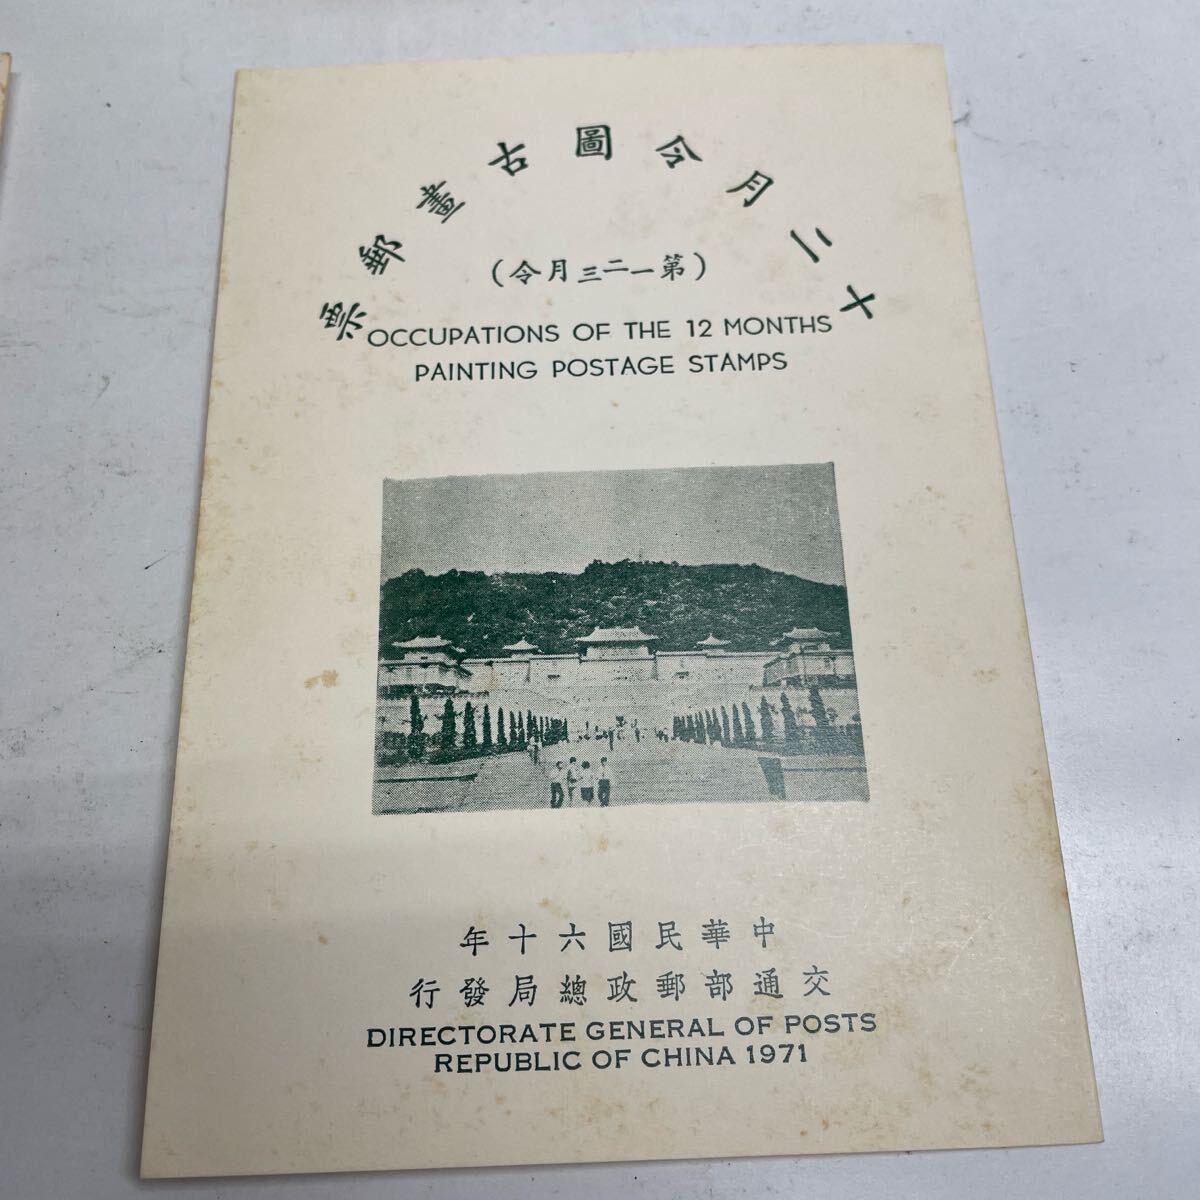 十二月令圖古畫郵票
(第一二三月令)
OCCUPATIONS OF THE 12 MONTHS
PAINTING POSTAGE STAMPS
中華民國六十年
交通部郵政總局發行
DIRECTORATE GENERAL OF POSTS
REPUBLIC OF CHINA 1971